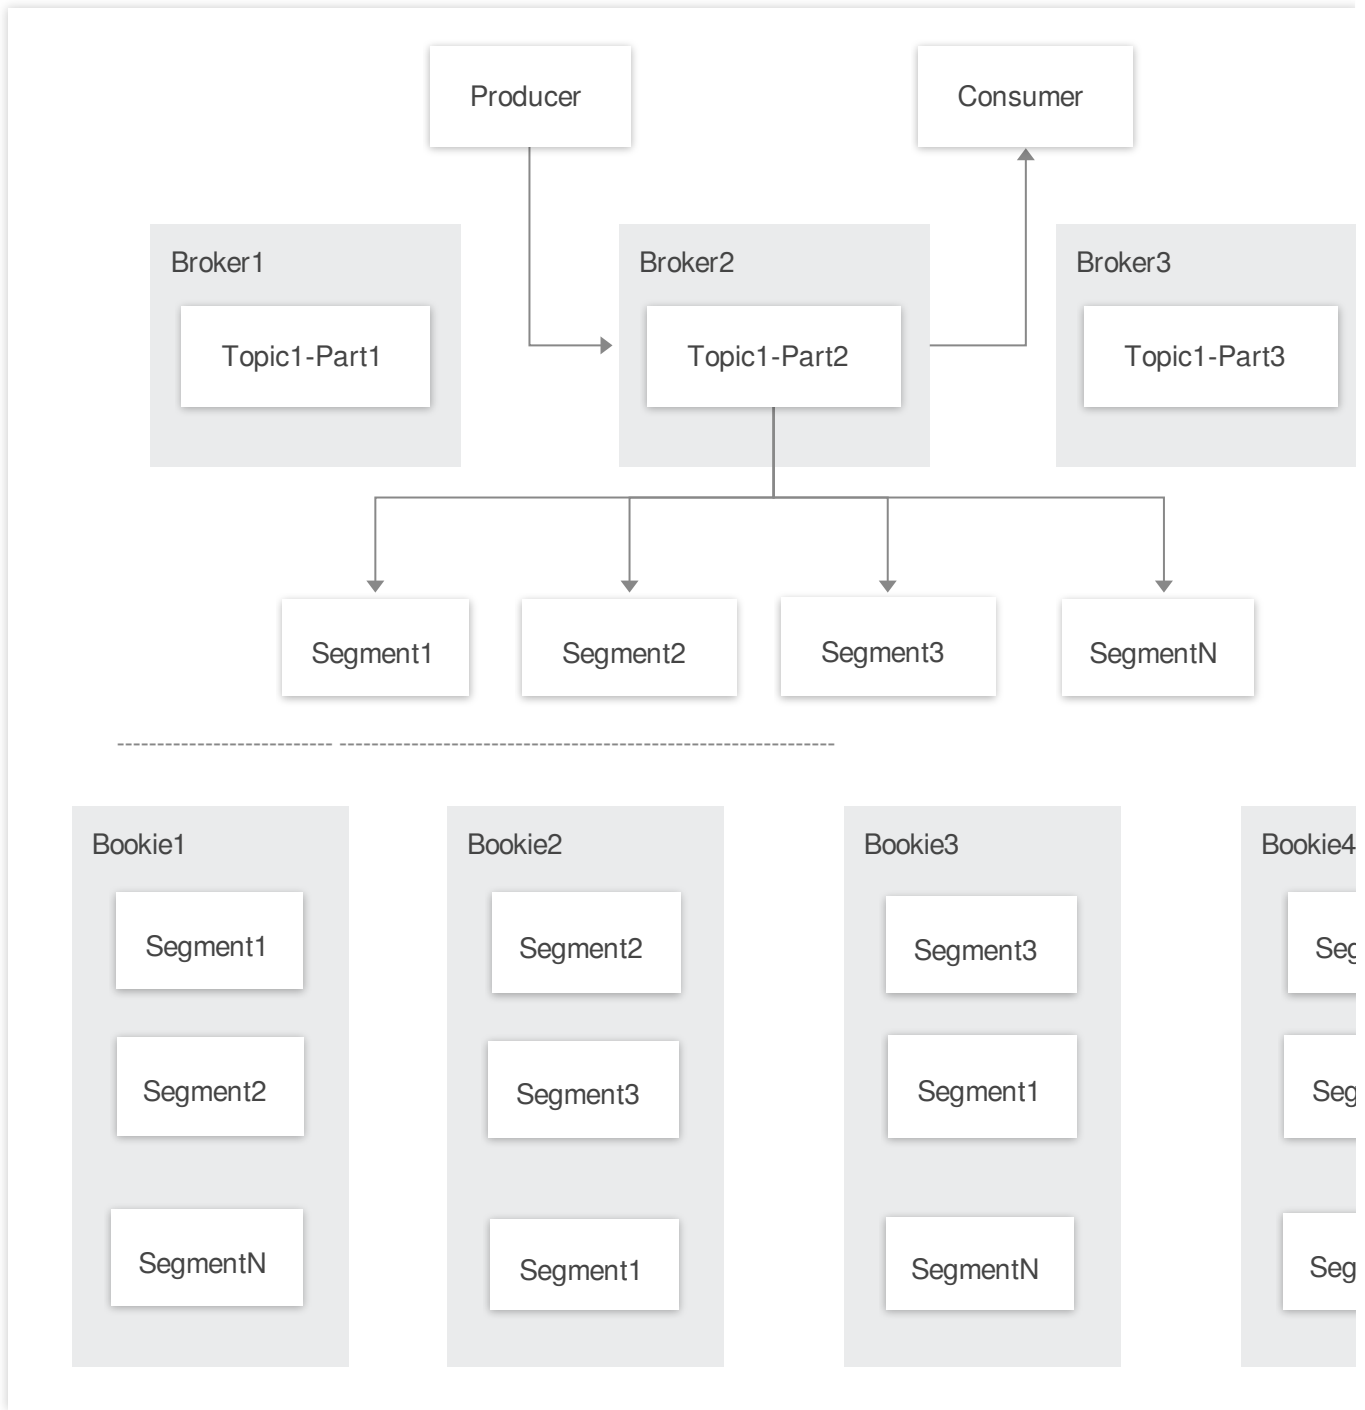 Producer
Consumer
Broker1
Broker2
Broker3
Topic1-Part1
Topic1-Part2
Topic1-Part3
Segment1
Segment2
Segment3
SegmentN
Bookie1
Bookie2
Bookie3
Bookie4
Segment1
Segment2
Segment3
Segment2
Segment3
Segment1
SegmentN
Segment1
SegmentN